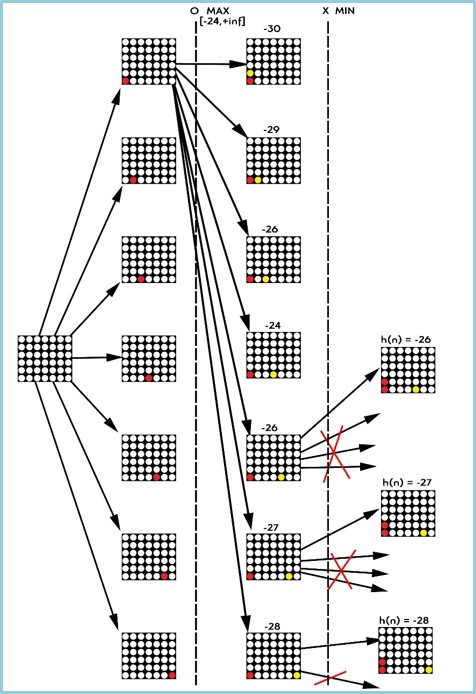 O MAX
[-24,+inf]
X MIN
-30
-29
-26
-24
h(n) = -26
-26
h(n) = -27
-27
h(n) = -28
-28